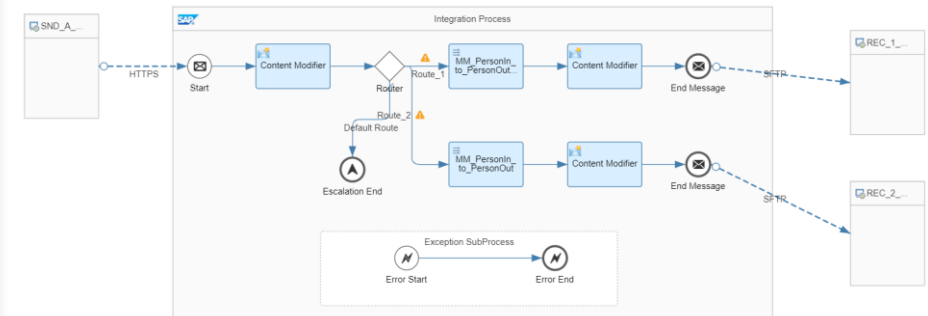 SAP
Integration Process
SND_A_...
REC_1_...
HTTPS
Start
Content Modifier
Router
Route_1
MM_PersonIn_
to_PersonOut...
Content Modifier
End Message
SFTP
Route_2
Default Route
Escalation End
MM_PersonIn_
to_PersonOut
Content Modifier
End Message
SFTP
REC_2_...
Exception SubProcess
Error Start
Error End